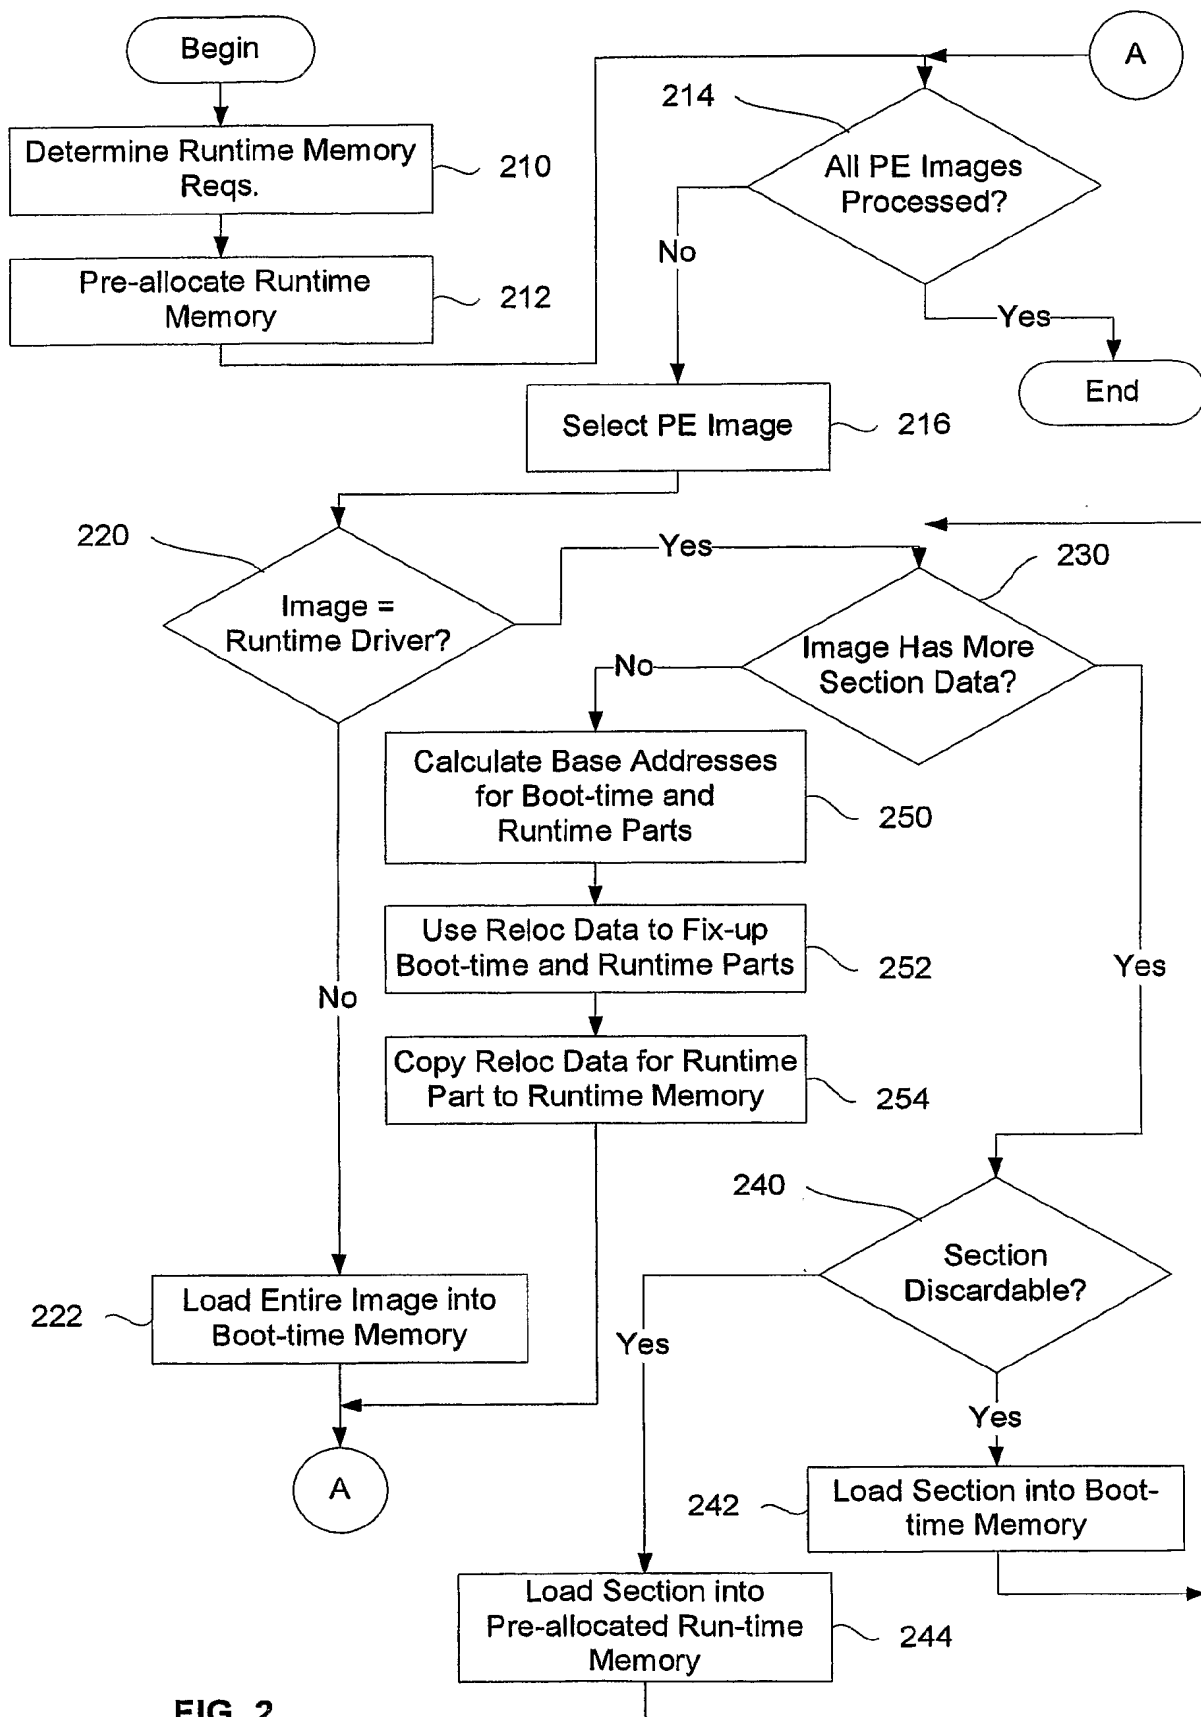 Begin
A
Determine Runtime Memory
Reqs.
210
Pre-allocate Runtime
Memory
212
214
All PE Images
Processed?
No
Yes
End
Select PE Image
216
220
Image =
Runtime Driver?
Yes
230
Image Has More
Section Data?
No
Calculate Base Addresses
for Boot-time and
Runtime Parts
250
Use Reloc Data to Fix-up
Boot-time and Runtime Parts
252
Yes
No
Copy Reloc Data for Runtime
Part to Runtime Memory
254
240
Section
Discardable?
222
Load Entire Image into
Boot-time Memory
Yes
Yes
A
242
Load Section into Boot-
time Memory
Load Section into
Pre-allocated Run-time
Memory
244
FIG. 2